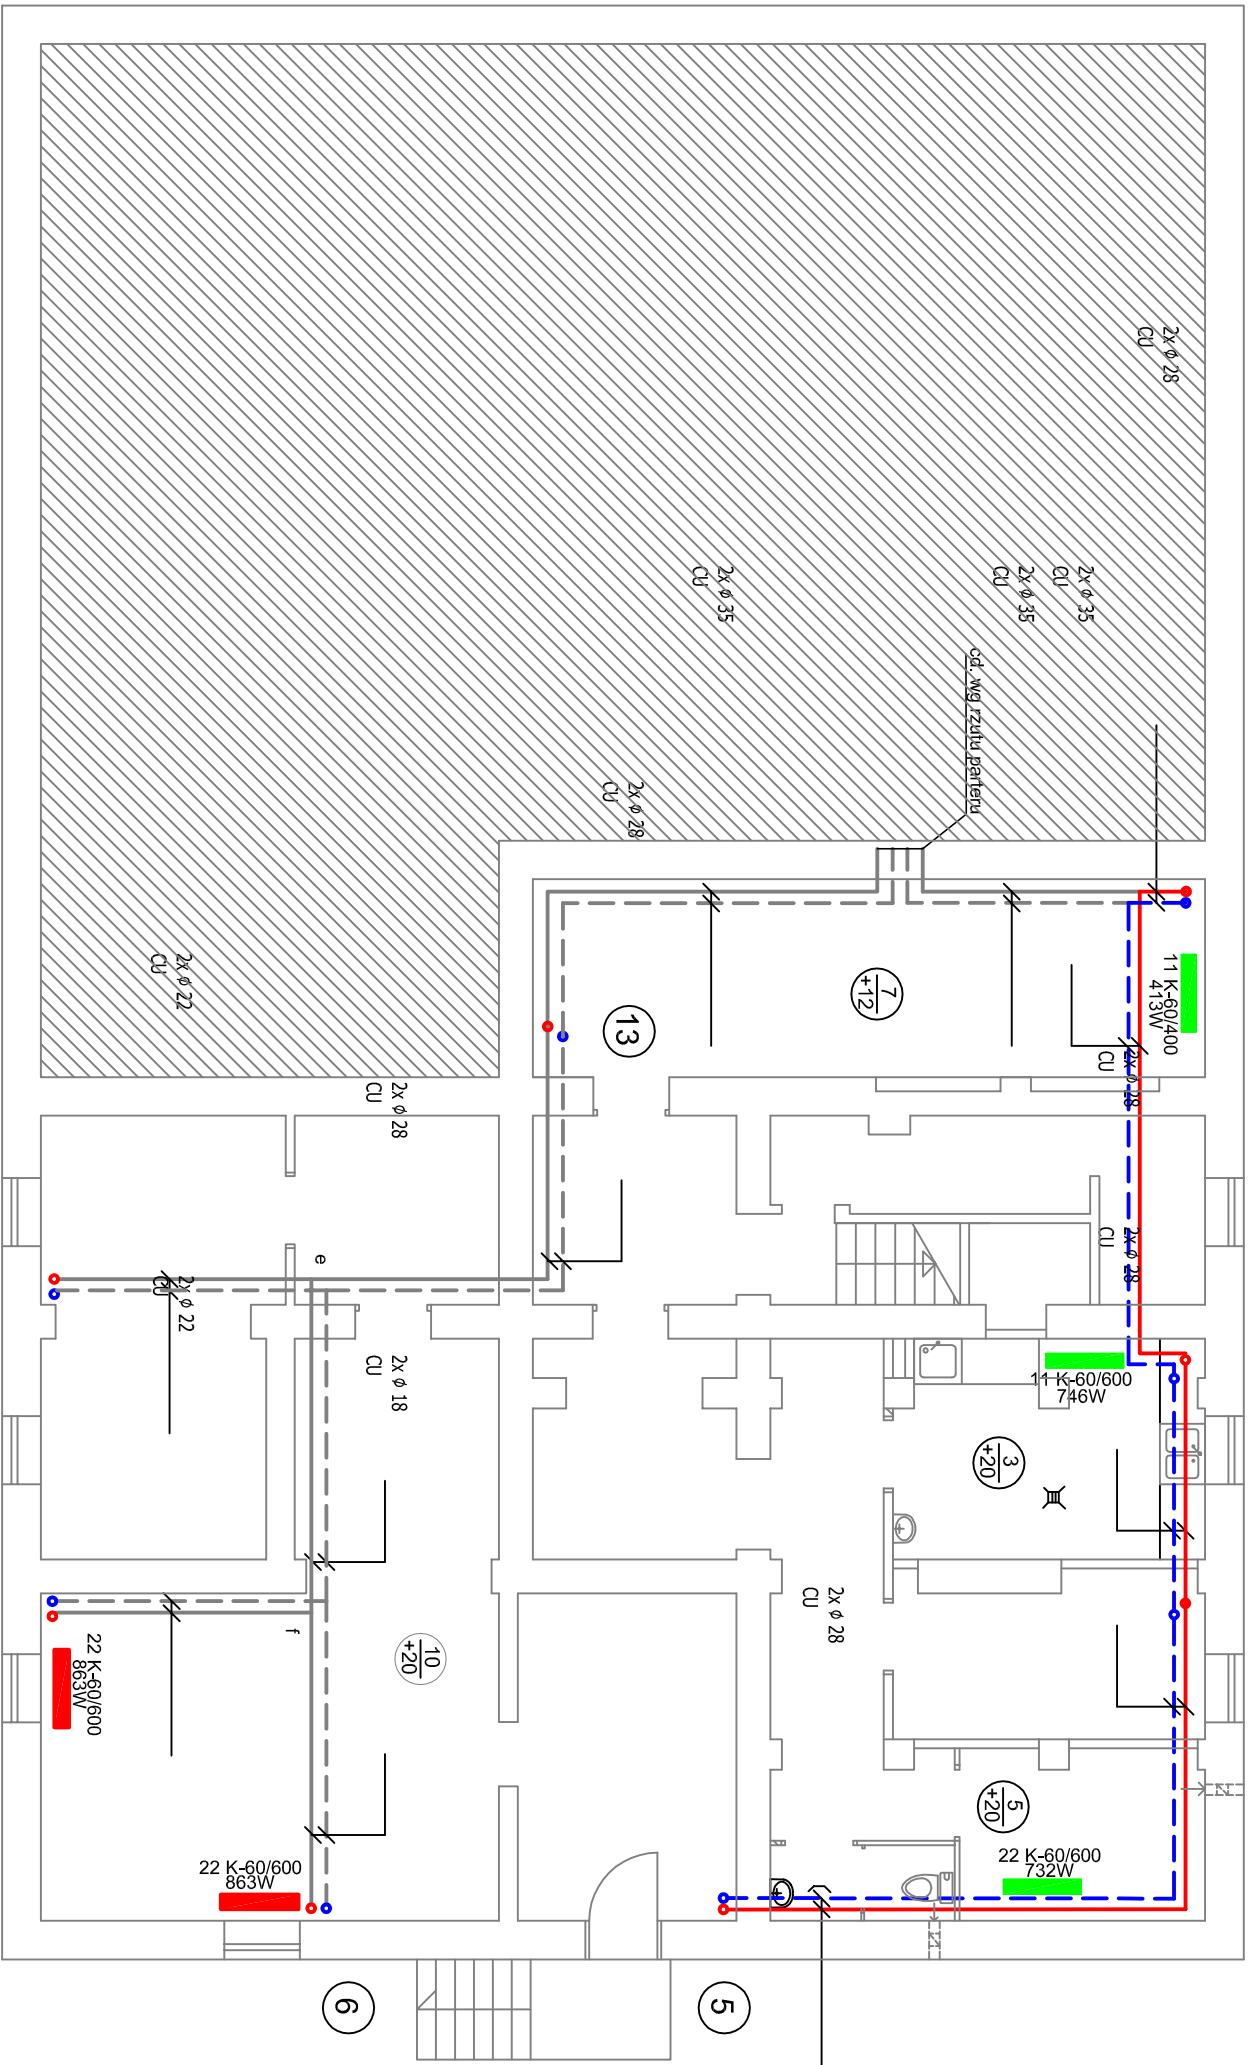 2x ⌀ 28
CU
2x ⌀ 35
CU
2x ⌀ 35
CU
2x ⌀ 35
CU
cd. wg rzutu parteru
2x ⌀ 28
CU
2x ⌀ 22
CU
11 K-60/400
413W
7
+12
13
2x ⌀ 28
CU
2x ⌀ 28
CU
2x ⌀ 28
CU
e
2x ⌀ 22
CU
2x ⌀ 18
CU
11 K-60/600
746W
3
+20
2x ⌀ 28
CU
f
10
+20
22 K-60/600
863W
5
+20
22 K-60/600
732W
22 K-60/600
863W
6
5